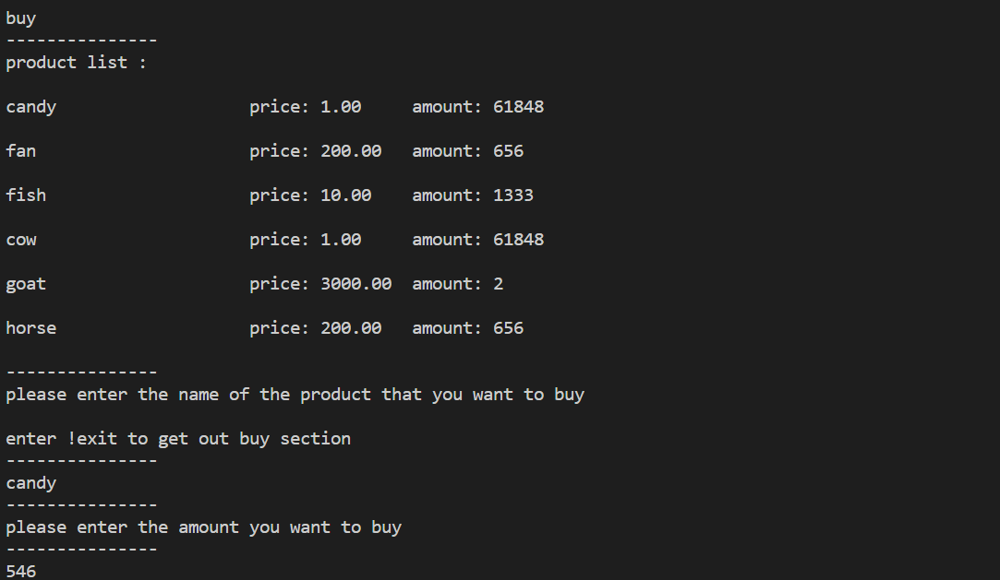 buy
---------------
product list :
candy                   price: 1.00     amount: 61848
fan                     price: 200.00   amount: 656
fish                    price: 10.00    amount: 1333
cow                     price: 1.00     amount: 61848
goat                    price: 3000.00  amount: 2
horse                   price: 200.00   amount: 656
---------------
please enter the name of the product that you want to buy
enter !exit to get out buy section
---------------
candy
---------------
please enter the amount you want to buy
---------------
546